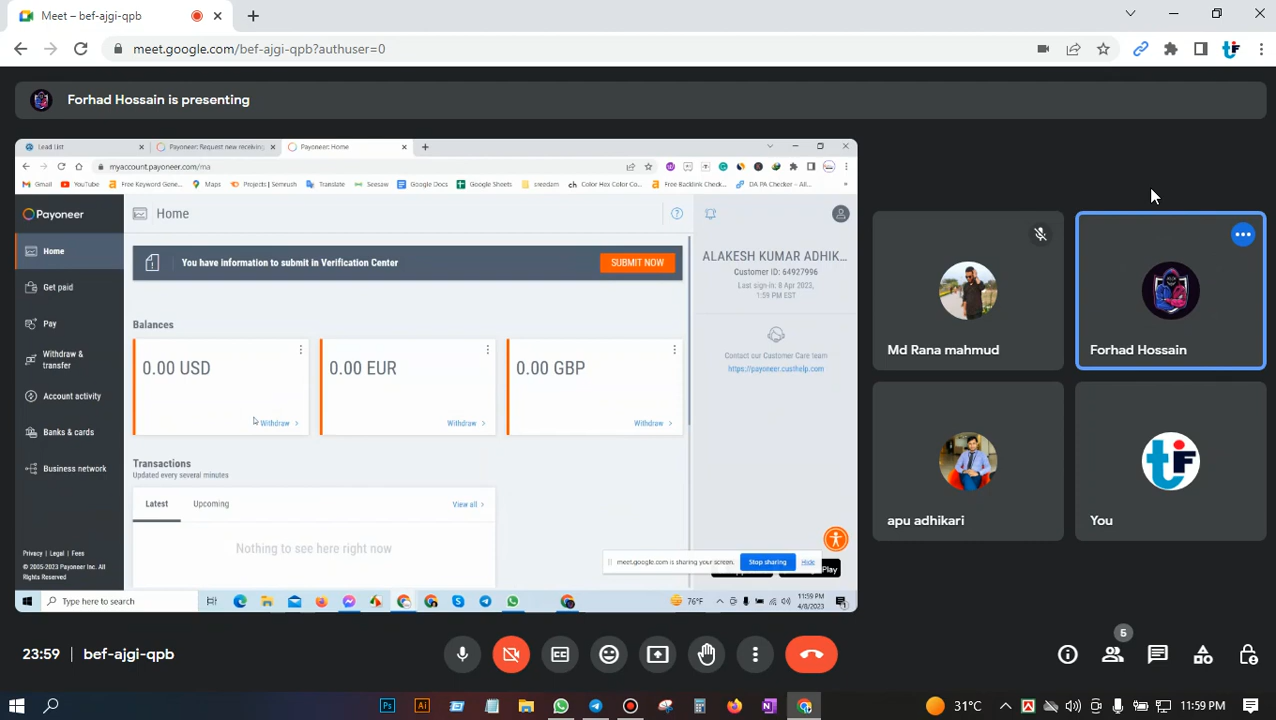 Meet – bef-ajgi-qpb
meet.google.com/bef-ajgi-qpb?authuser=0
Forhad Hossain is presenting
Lead List
Payoneer: Request new receiving
Payoneer: Home
myaccount.payoneer.com/ma
Gmail
YouTube
Free Keyword Gene...
Maps
Projects | Semrush
Translate
Seesaw
Google Docs
Google Sheets
sreedam
Color Hex Color Co...
Free Backlink Check...
DA PA Checker - All...
Payoneer
Home
ALAKESH KUMAR ADHIK...
Customer ID: 64927996
Last sign-in: 8 Apr 2023,
1:59 PM EST
Home
You have information to submit in Verification Center
SUBMIT NOW
Get paid
Pay
Withdraw &
transfer
Account activity
Banks & cards
Business network
Balances
0.00 USD
0.00 EUR
0.00 GBP
Withdraw
Withdraw
Withdraw
Contact our Customer Care team
https://payoneer.custhelp.com
Transactions
Updated every several minutes
Latest
Upcoming
View all
Nothing to see here right now
Privacy | Legal | Fees
© 2005-2023 Payoneer Inc. All
Rights Reserved
meet.google.com is sharing your screen.
Stop sharing
Hide
Play
Type here to search
76°F
11:59 PM
4/8/2023
Md Rana mahmud
Forhad Hossain
apu adhikari
tf
You
23:59 | bef-ajgi-qpb
5
Ps
Ai
31°C
11:59 PM